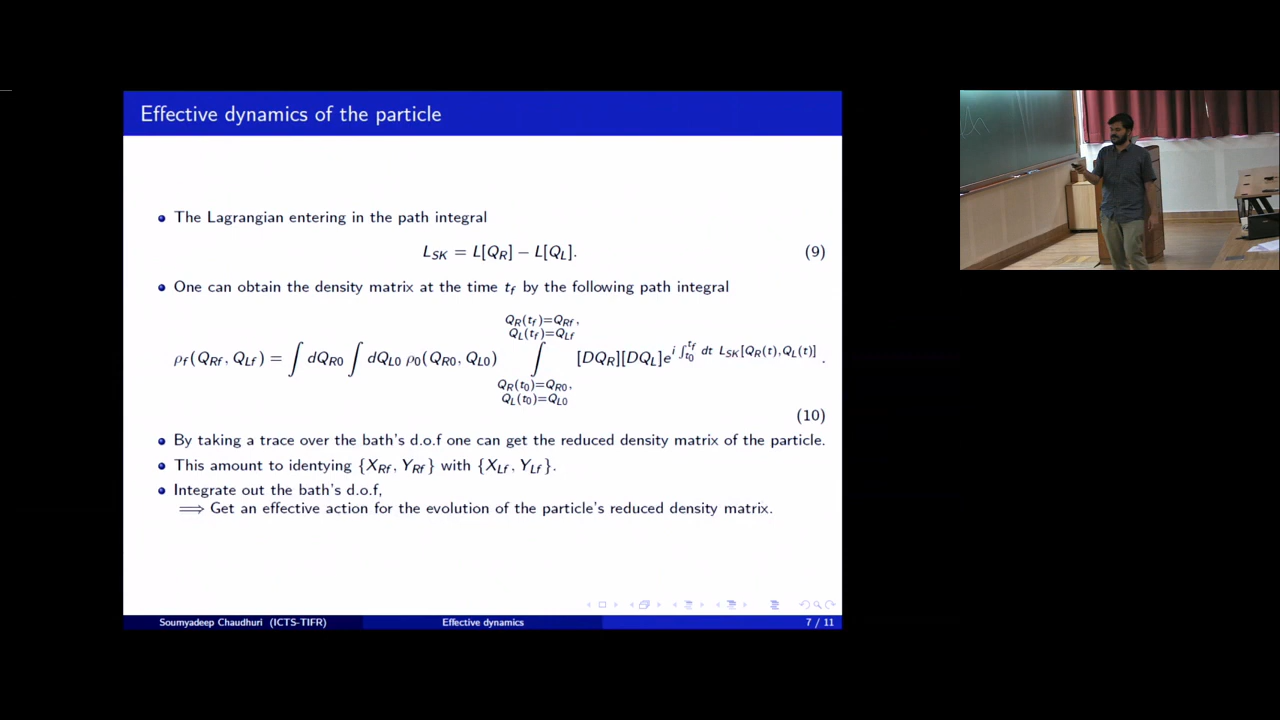 Effective dynamics of the particle
The Lagrangian entering in the path integral
L_{SK} = L[Q_R] − L[Q_L]. (9)
One can obtain the density matrix at the time t_f by the following path integral
Q_R(t_f)=Q_{Rf},
Q_L(t_f)=Q_{Lf}
ρ_f(Q_{Rf}, Q_{Lf}) = ∫ dQ_{R0} ∫ dQ_{L0} ρ_0(Q_{R0}, Q_{L0}) ∫ [DQ_R][DQ_L]e^{i ∫_{t_0}^{t_f} dt L_{SK}[Q_R(t),Q_L(t)]} .
Q_R(t_0)=Q_{R0},
Q_L(t_0)=Q_{L0}
(10)
By taking a trace over the bath's d.o.f one can get the reduced density matrix of the particle.
This amount to identying {X_{Rf}, Y_{Rf}} with {X_{Lf}, Y_{Lf}}.
Integrate out the bath's d.o.f,
⟹ Get an effective action for the evolution of the particle's reduced density matrix.
Soumyadeep Chaudhuri (ICTS-TIFR) Effective dynamics 7 / 11